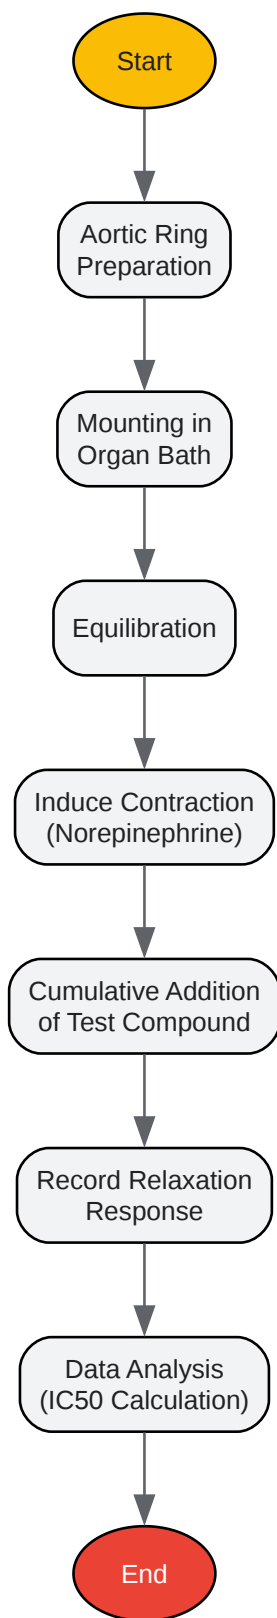 Start
Aortic Ring
Preparation
Mounting in
Organ Bath
Equilibration
Induce Contraction
(Norepinephrine)
Cumulative Addition
of Test Compound
Record Relaxation
Response
Data Analysis
(IC50 Calculation)
End